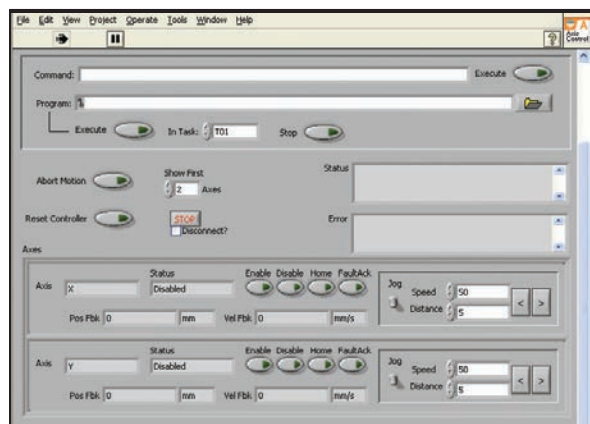 File Edit View Project Operate Tools Window Help
Axis Control
Command: Execute
Program:
Execute In Task: T01 Stop
Abort Motion Show First 2 Axes Status
Reset Controller STOP Error
Disconnect?
Axes
Status Enable Disable Home FaultAck
Axis X Disabled Jog Speed 50 < >
Distance 5
Pos Fbk 0 mm Vel Fbk 0 mm/s
Status Enable Disable Home FaultAck
Axis Y Disabled Jog Speed 50 < >
Distance 5
Pos Fbk 0 mm Vel Fbk 0 mm/s